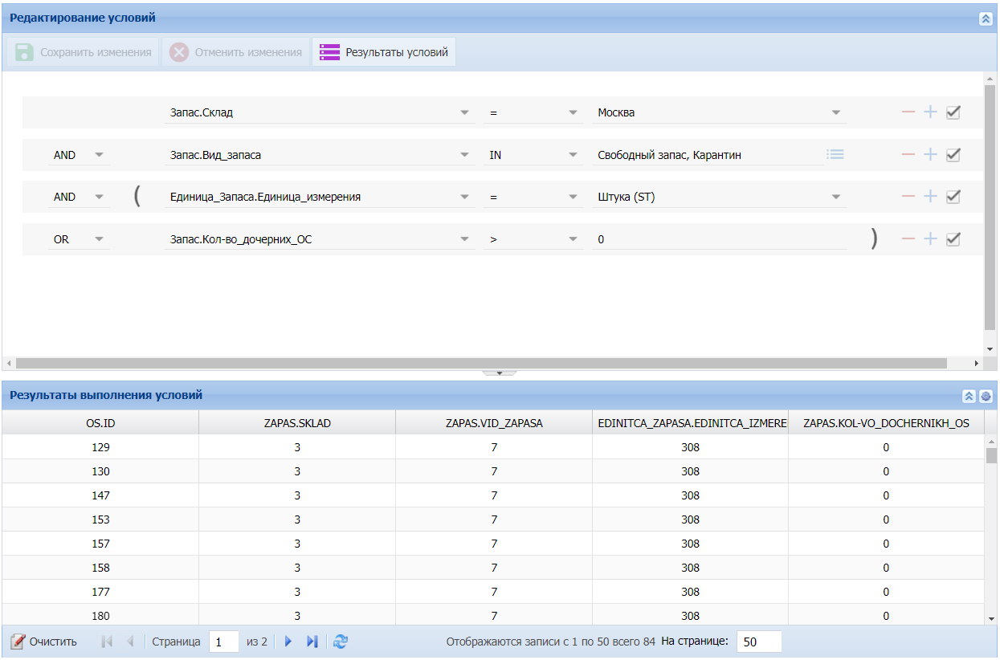 Редактирование условий
Сохранить изменения Отменить изменения Результаты условий
Запас.Склад = Москва
AND Запас.Вид_запаса IN Свободный запас, Карантин
AND ( Единица_Запаса.Единица_измерения = Штука (ST)
OR Запас.Кол-во_дочерних_ОС > 0 )
Результаты выполнения условий
OS.ID ZAPAS.SKLAD ZAPAS.VID_ZAPASA EDINITCA_ZAPASA.EDINITCA_IZMERE ZAPAS.KOL-VO_DOCHERNIKH_OS
129 3 7 308 0
130 3 7 308 0
147 3 7 308 0
153 3 7 308 0
157 3 7 308 0
158 3 7 308 0
177 3 7 308 0
180 3 7 308 0
Очистить Страница 1 из 2 Отображаются записи с 1 по 50 всего 84 На странице: 50